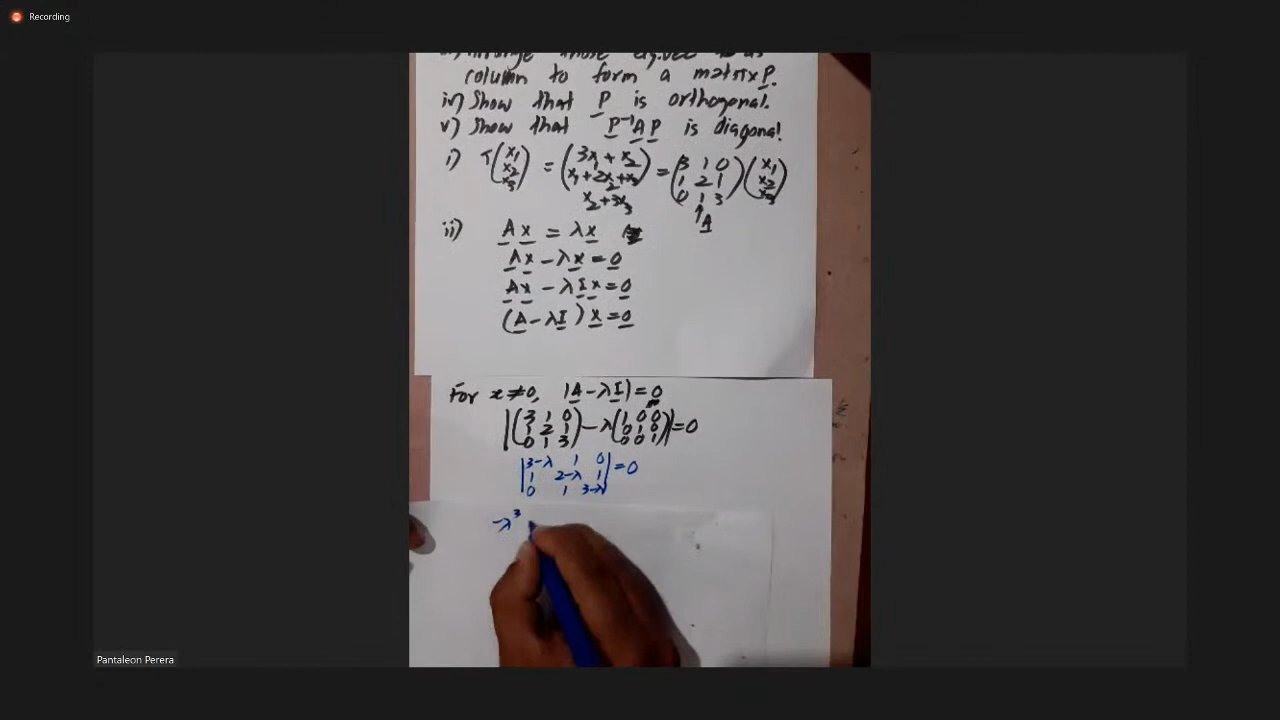 Recording
column to form a matrix P.
iv) Show that P is orthogonal.
v) Show that P⁻¹AP is diagonal.
i) T(x₁ x₂ x₃) = (3x₁+x₂ x₁+2x₂+x₃ x₂+3x₃) = (3 1 0 1 2 1 0 1 3)(x₁ x₂ x₃)
↑A
ii) Ax = λx
Ax - λx = 0
Ax - λIx = 0
(A - λI)x = 0
For x ≠ 0, |A - λI| = 0
|(3 1 0 1 2 1 0 1 3) - λ(1 0 0 0 1 0 0 0 1)| = 0
|3-λ 1 0 1 2-λ 1 0 1 3-λ| = 0
-λ³
Pantaleon Perera